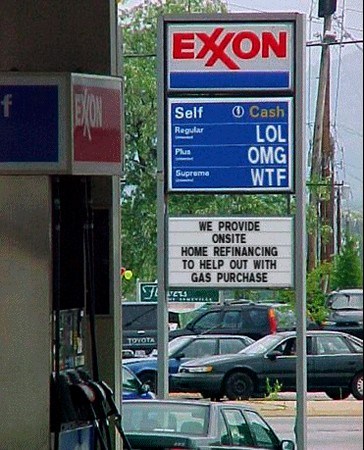 EXXON
Self Cash
Regular LOL
Plus OMG
Supreme WTF
WE PROVIDE
ONSITE
HOME REFINANCING
TO HELP OUT WITH
GAS PURCHASE
f EXXON
Flowers
TOYOTA